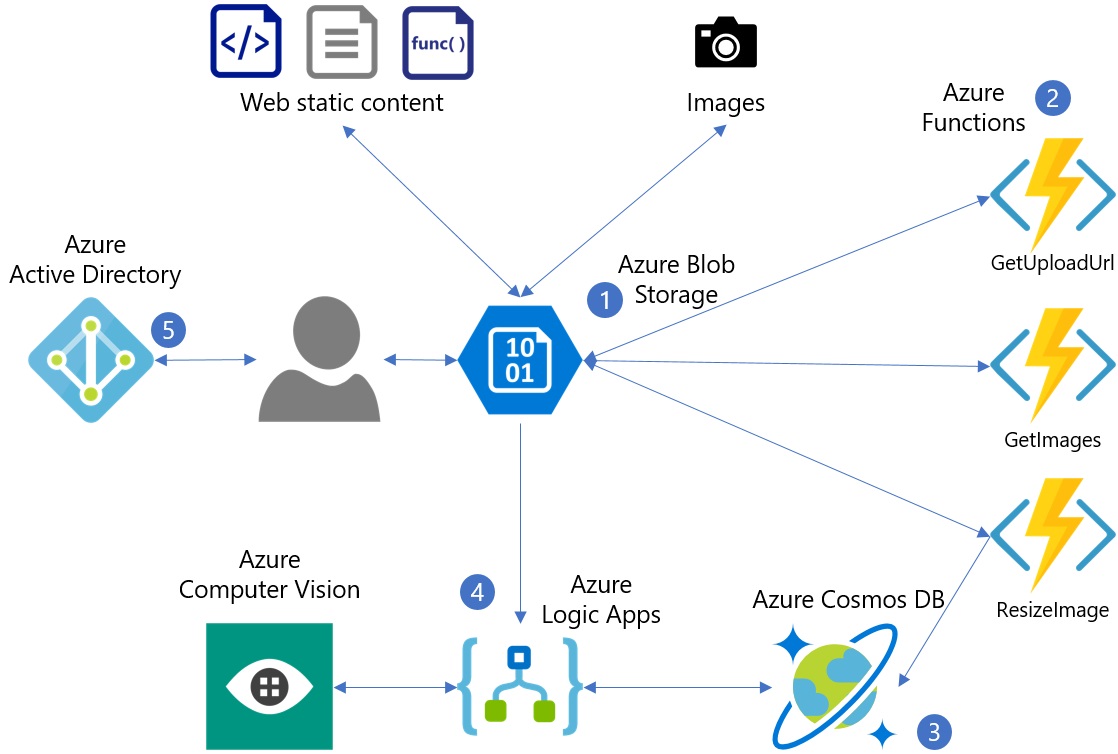 </>
func( )
Web static content
Images
Azure
Functions
2
GetUploadUrl
Azure
Active Directory
5
Azure Blob
Storage
1
10
01
GetImages
Azure
Computer Vision
4
Azure
Logic Apps
Azure Cosmos DB
ResizeImage
3